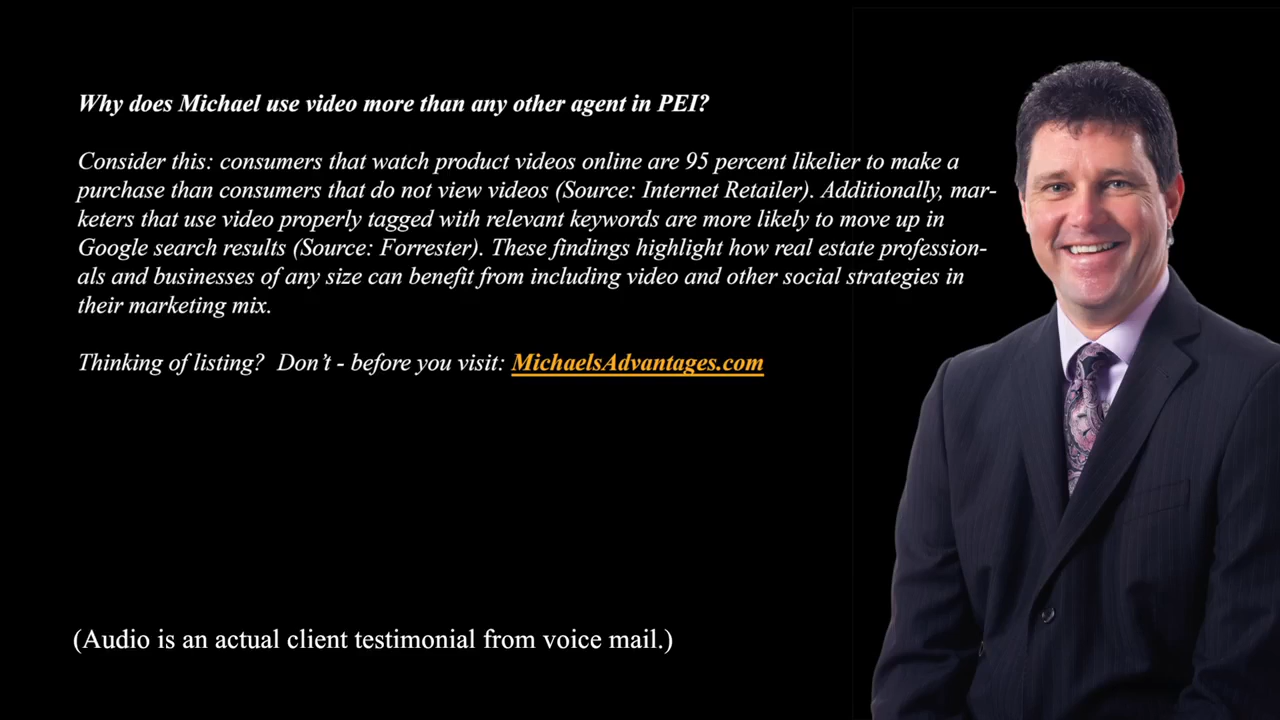 Why does Michael use video more than any other agent in PEI?
Consider this: consumers that watch product videos online are 95 percent likelier to make a
purchase than consumers that do not view videos (Source: Internet Retailer). Additionally, mar-
keters that use video properly tagged with relevant keywords are more likely to move up in
Google search results (Source: Forrester). These findings highlight how real estate profession-
als and businesses of any size can benefit from including video and other social strategies in
their marketing mix.
Thinking of listing?  Don’t - before you visit: MichaelsAdvantages.com
(Audio is an actual client testimonial from voice mail.)